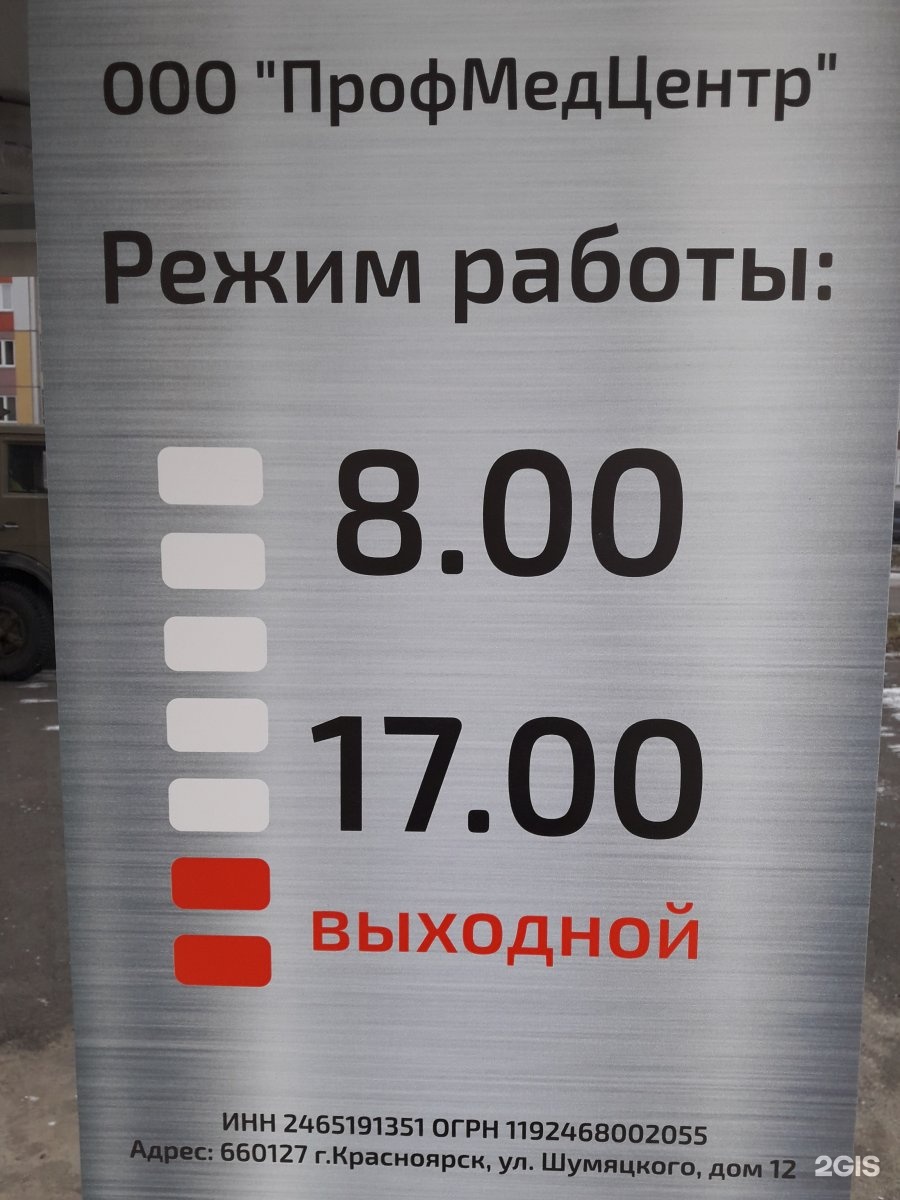 ООО "ПрофМедЦентр"
Режим работы:
8.00
17.00
выходной
ИНН 2465191351 ОГРН 1192468002055
Адрес: 660127 г.Красноярск, ул. Шумяцкого, дом 12
2GIS